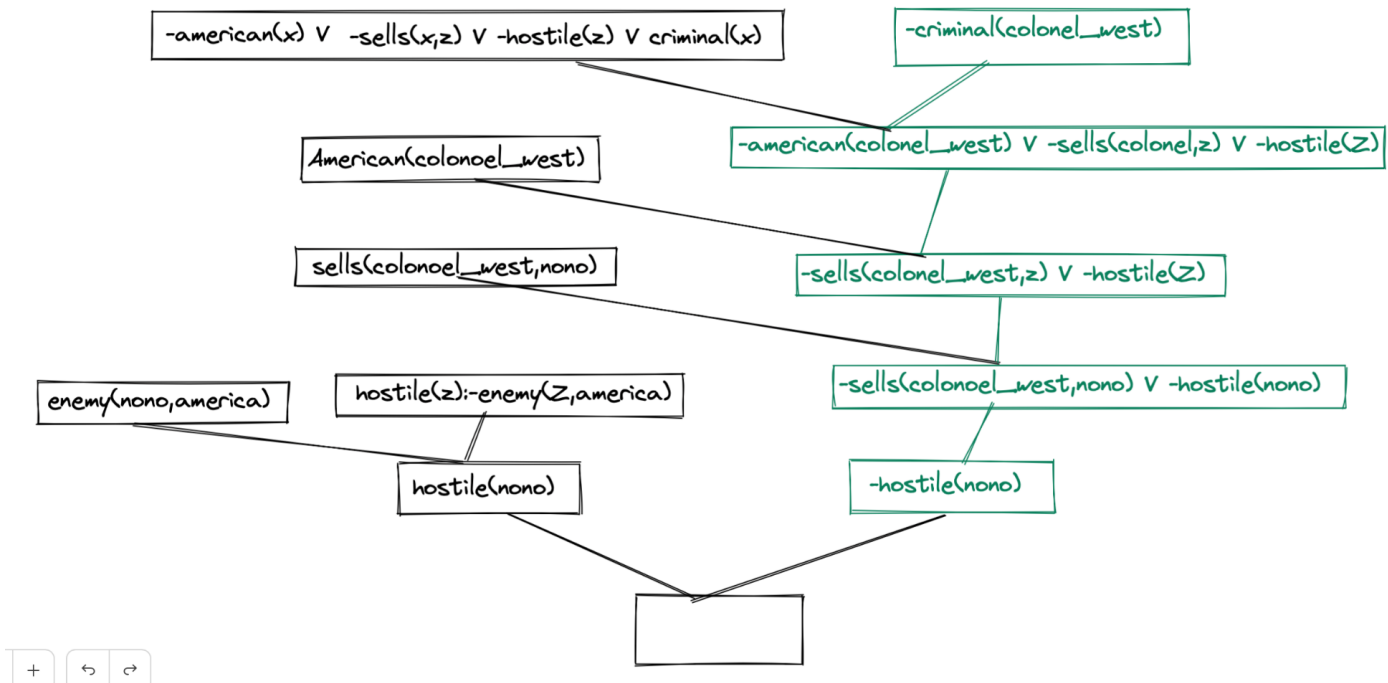 -american(x) V -sells(x,z) V -hostile(z) V criminal(x)
-criminal(colonel_west)
American(colonoel_west)
-american(colonel_west) V -sells(colonel,z) V -hostile(Z)
sells(colonoel_west,nono)
-sells(colonel_west,z) V -hostile(Z)
enemy(nono,america)
hostile(z):-enemy(Z,america)
-sells(colonoel_west,nono) V -hostile(nono)
hostile(nono)
-hostile(nono)